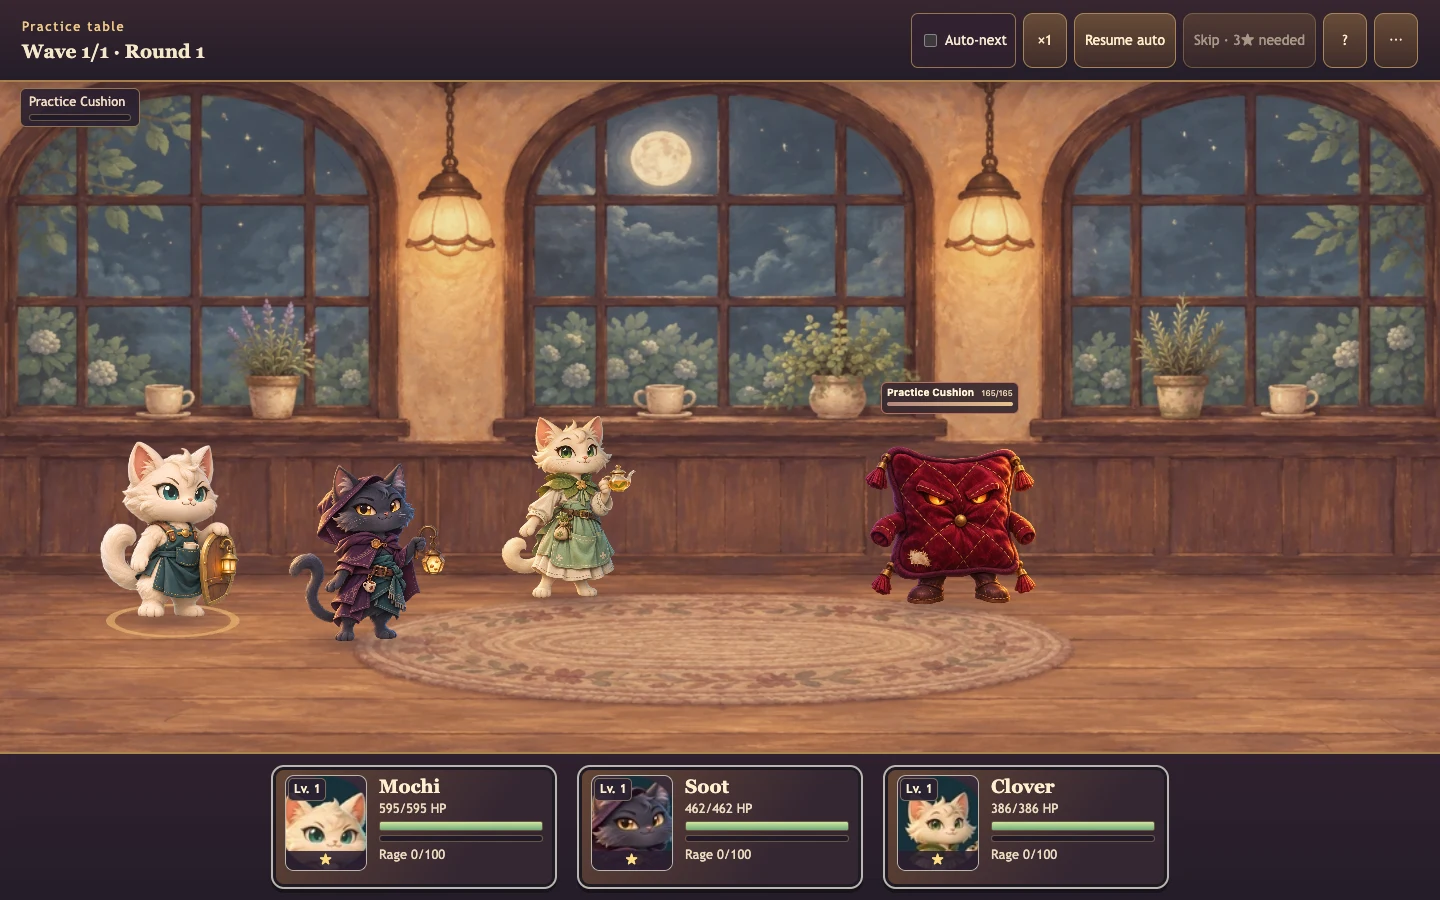 Practice table
Wave 1/1 · Round 1
Auto-next
×1
Resume auto
Skip · 3★ needed
?
···
Practice Cushion
Practice Cushion 165/165
Lv. 1
Mochi
595/595 HP
Rage 0/100
Lv. 1
Soot
462/462 HP
Rage 0/100
Lv. 1
Clover
386/386 HP
Rage 0/100